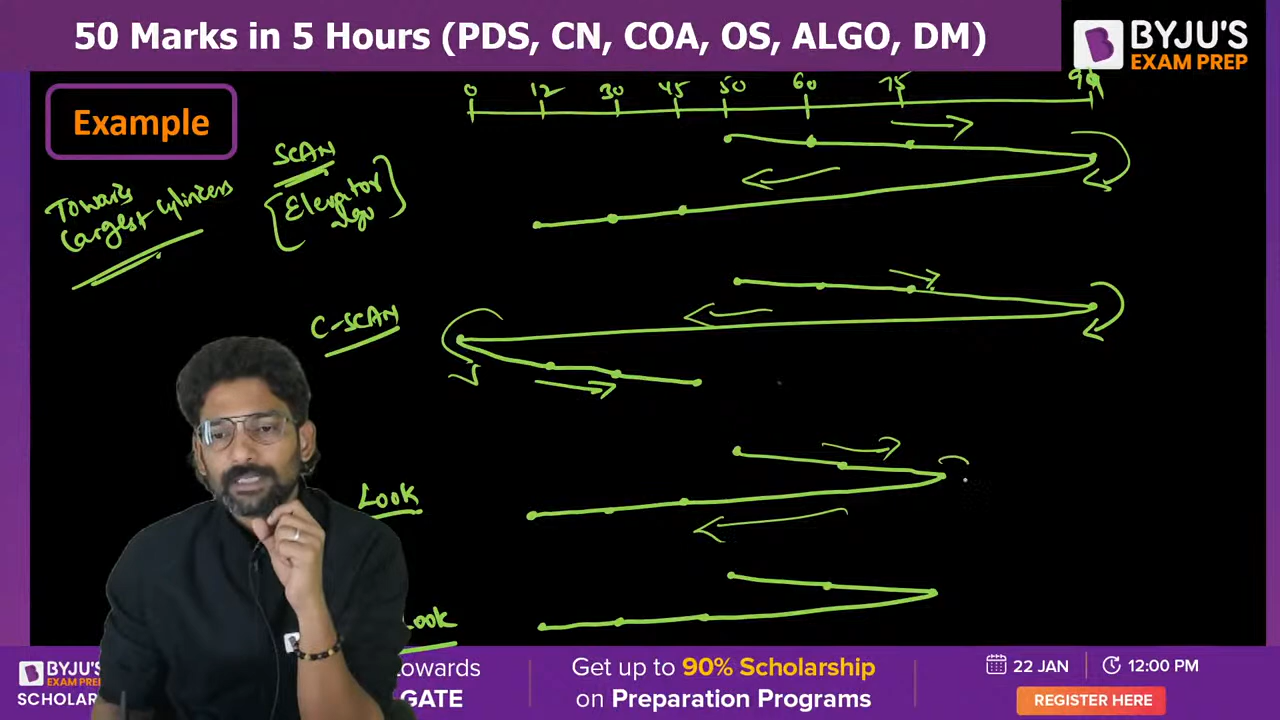 50 Marks in 5 Hours (PDS, CN, COA, OS, ALGO, DM)
BYJU'S
EXAM PREP
Example
0 12 30 45 50 60 75
SCAN
[Elevator
algo]
Towards
Largest cylinders
C-SCAN
Look
Look
BYJU'S
EXAM PREP
SCHOLAR
towards
GATE
Get up to 90% Scholarship
on Preparation Programs
22 JAN
12:00 PM
REGISTER HERE